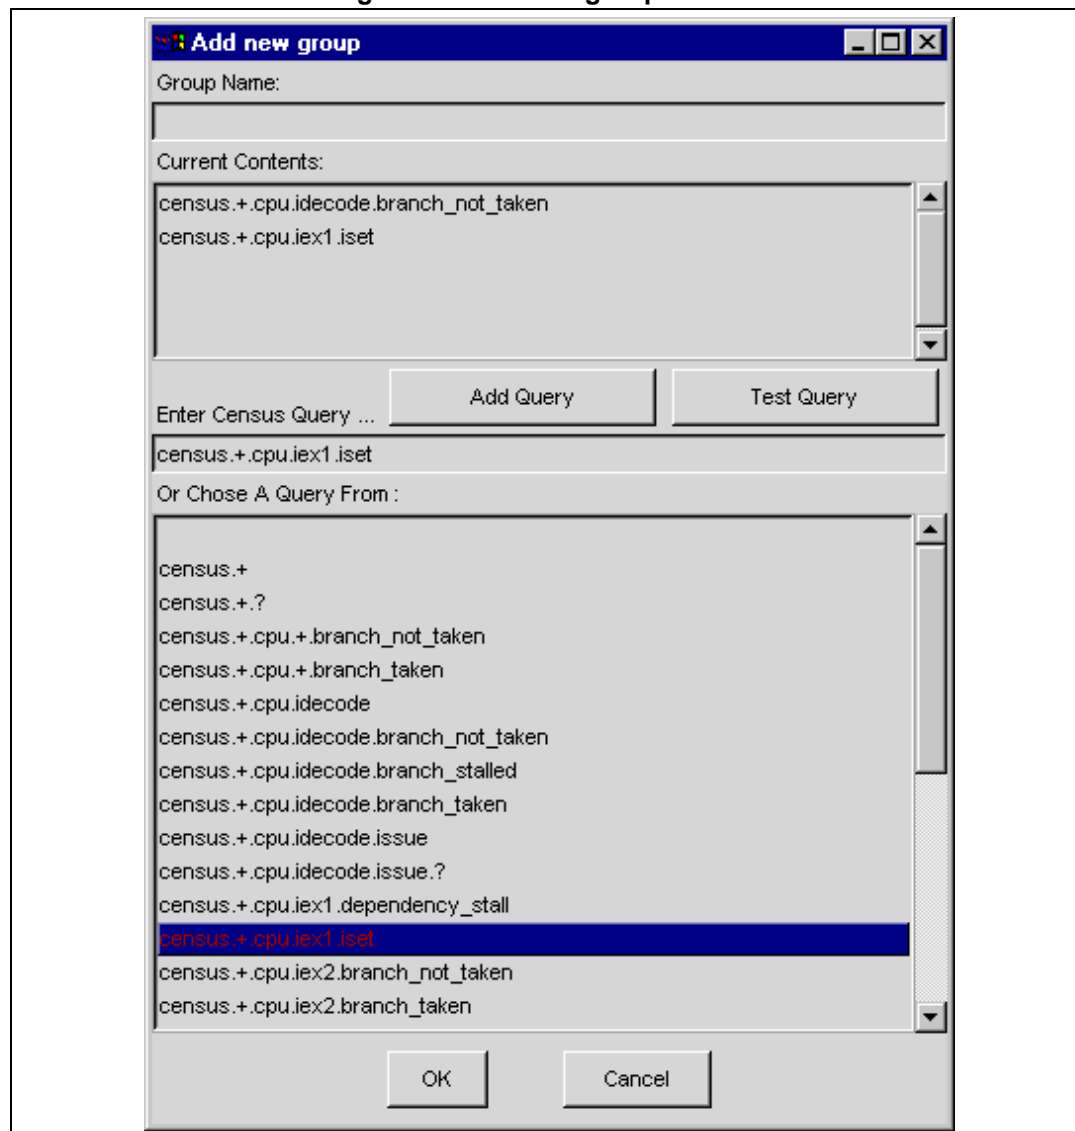 Add new group
Group Name:
Current Contents:
census.+.cpu.idecode.branch_not_taken
census.+.cpu.iex1.iset
Enter Census Query ... Add Query Test Query
census.+.cpu.iex1.iset
Or Chose A Query From :
census.+
census.+.?
census.+.cpu.+.branch_not_taken
census.+.cpu.+.branch_taken
census.+.cpu.idecode
census.+.cpu.idecode.branch_not_taken
census.+.cpu.idecode.branch_stalled
census.+.cpu.idecode.branch_taken
census.+.cpu.idecode.issue
census.+.cpu.idecode.issue.?
census.+.cpu.iex1.dependency_stall
census.+.cpu.iex1.iset
census.+.cpu.iex2.branch_not_taken
census.+.cpu.iex2.branch_taken
OK Cancel